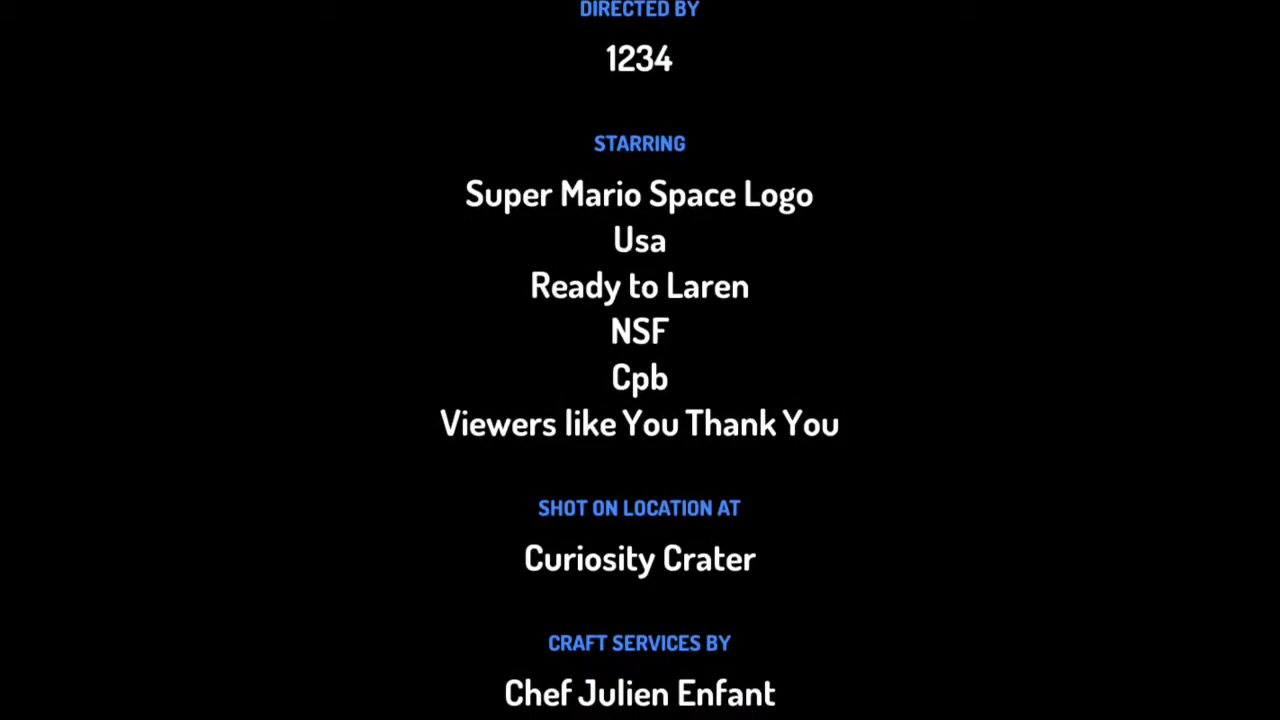 DIRECTED BY
1234
STARRING
Super Mario Space Logo
Usa
Ready to Laren
NSF
Cpb
Viewers like You Thank You
SHOT ON LOCATION AT
Curiosity Crater
CRAFT SERVICES BY
Chef Julien Enfant